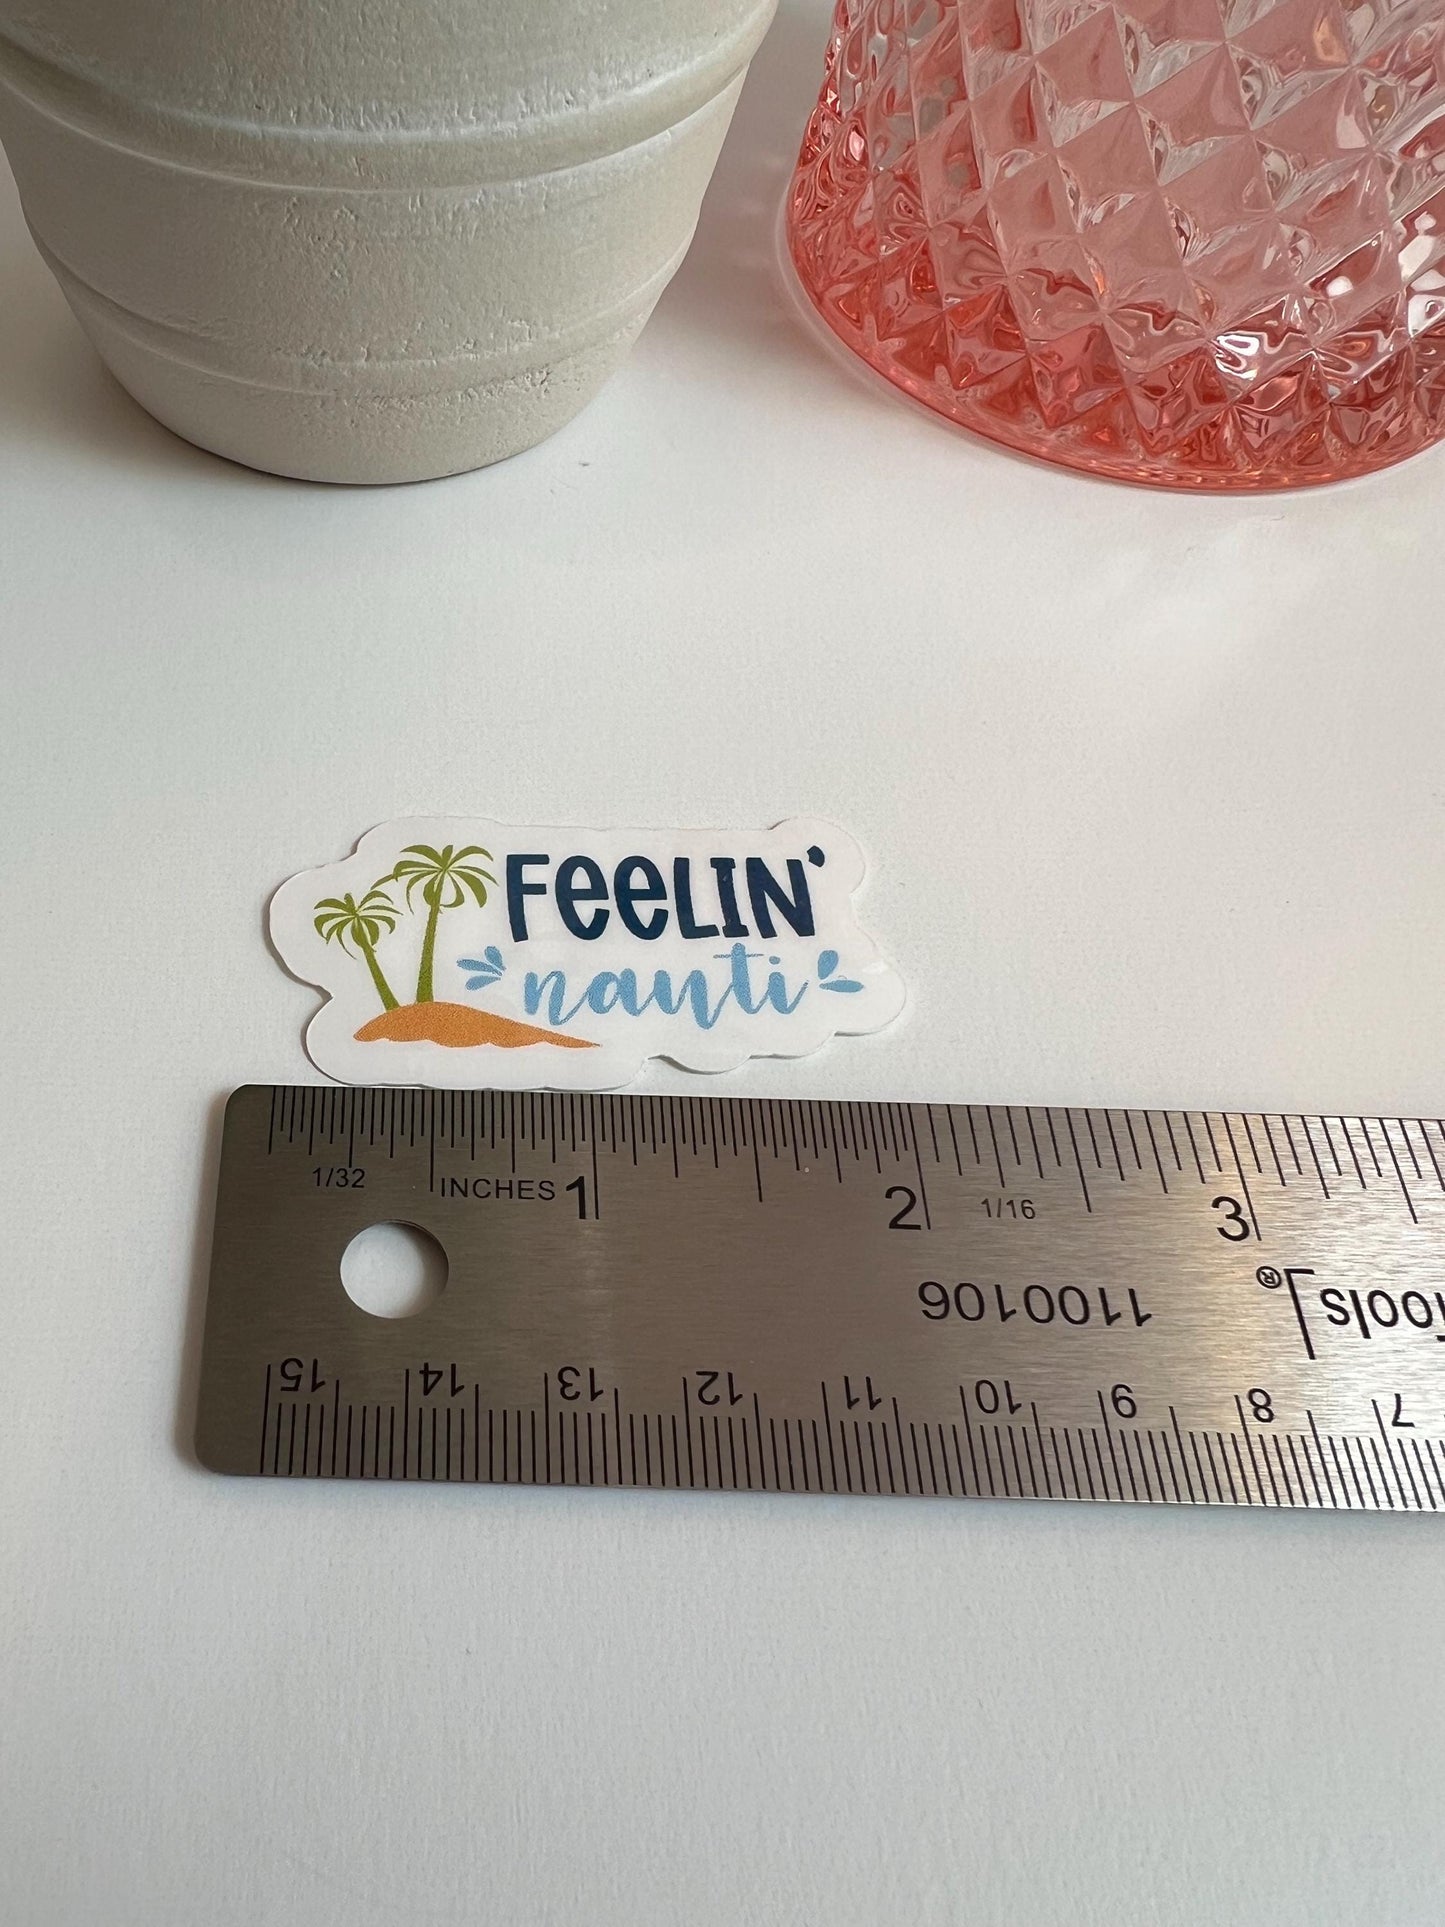 FEELIN'
nauti
1/32 INCHES 1 2 1/16 3
1100106 ools®
15 14 13 12 11 10 9 8 7